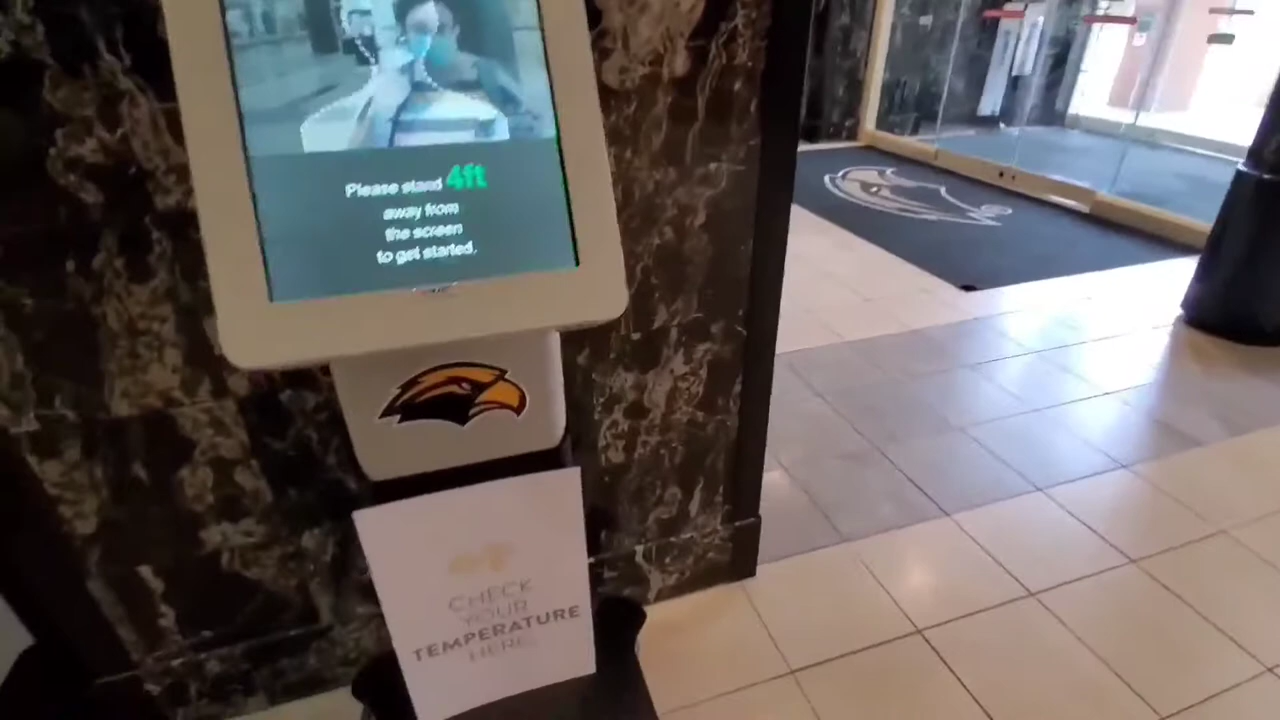 Please stand 4ft
away from
the screen
to get started.
CHECK
YOUR
TEMPERATURE
HERE